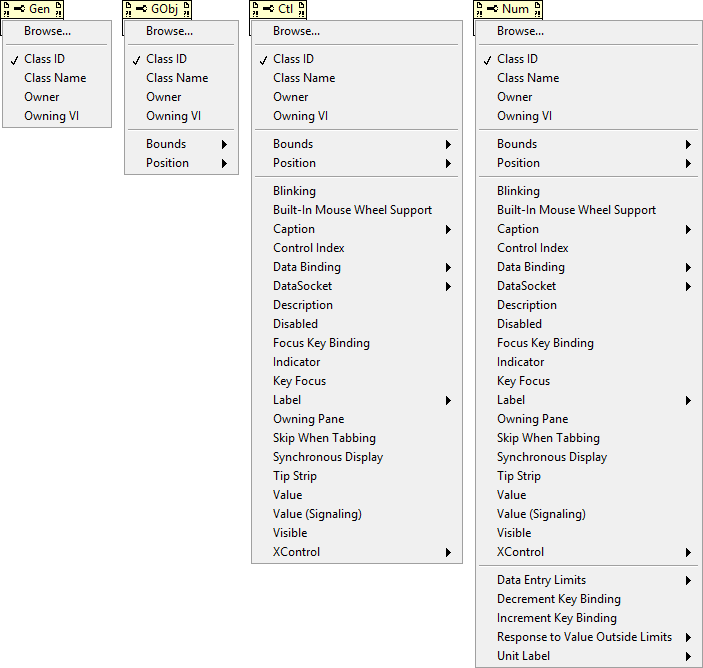 Gen
Browse...
Class ID
Class Name
Owner
Owning VI
GObj
Browse...
Class ID
Class Name
Owner
Owning VI
Bounds
Position
Ctl
Browse...
Class ID
Class Name
Owner
Owning VI
Bounds
Position
Blinking
Built-In Mouse Wheel Support
Caption
Control Index
Data Binding
DataSocket
Description
Disabled
Focus Key Binding
Indicator
Key Focus
Label
Owning Pane
Skip When Tabbing
Synchronous Display
Tip Strip
Value
Value (Signaling)
Visible
XControl
Num
Browse...
Class ID
Class Name
Owner
Owning VI
Bounds
Position
Blinking
Built-In Mouse Wheel Support
Caption
Control Index
Data Binding
DataSocket
Description
Disabled
Focus Key Binding
Indicator
Key Focus
Label
Owning Pane
Skip When Tabbing
Synchronous Display
Tip Strip
Value
Value (Signaling)
Visible
XControl
Data Entry Limits
Decrement Key Binding
Increment Key Binding
Response to Value Outside Limits
Unit Label